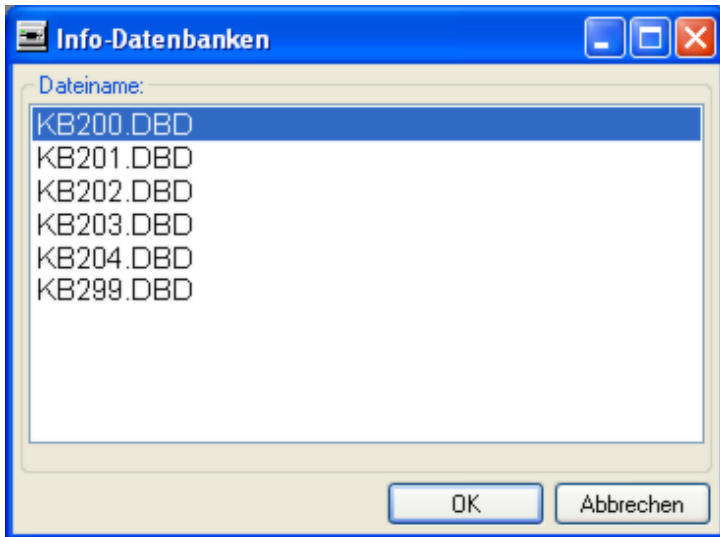 Info-Datenbanken
Dateiname:
KB200.DBD
KB201.DBD
KB202.DBD
KB203.DBD
KB204.DBD
KB299.DBD
OK
Abbrechen